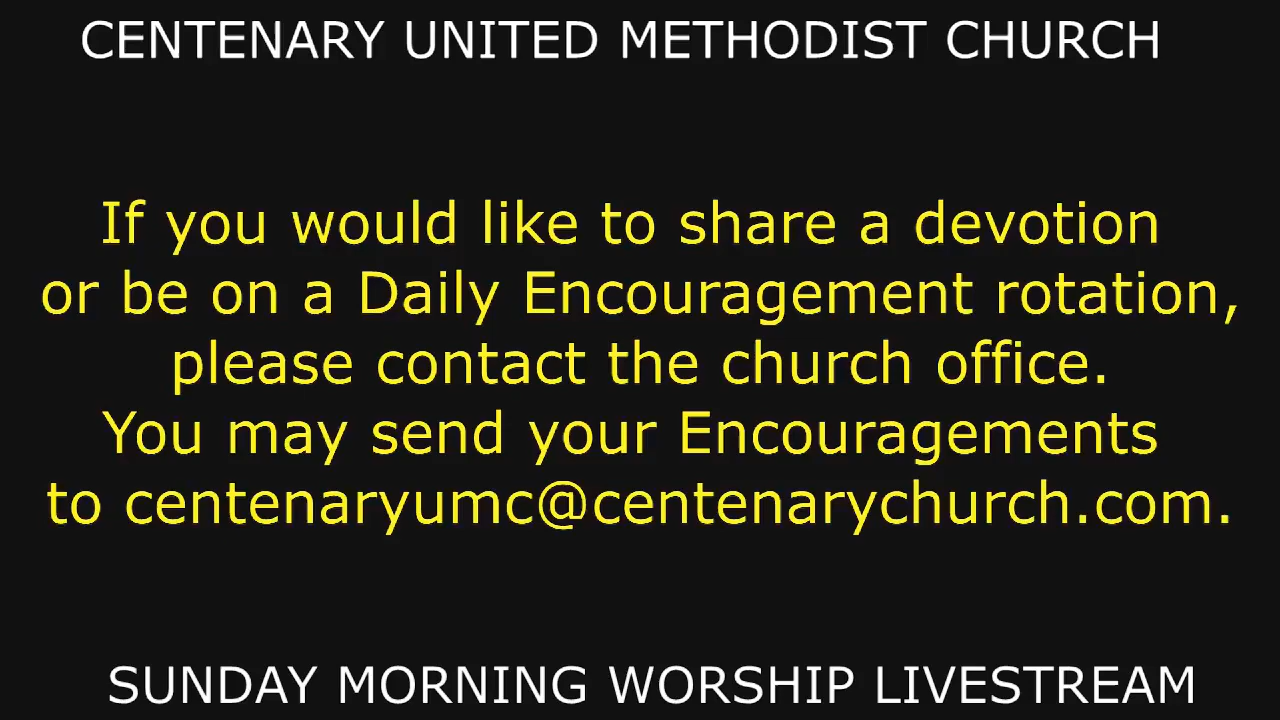 CENTENARY UNITED METHODIST CHURCH
If you would like to share a devotion
or be on a Daily Encouragement rotation,
please contact the church office.
You may send your Encouragements
to centenaryumc@centenarychurch.com.
SUNDAY MORNING WORSHIP LIVESTREAM